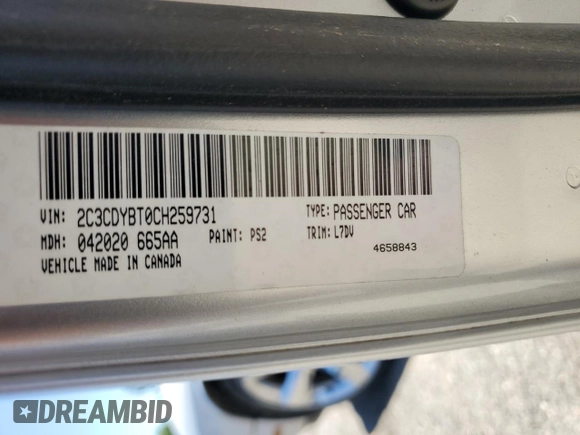 VIN: 2C3CDYBT0CH259731 TYPE: PASSENGER CAR
MDH: 042020 665AA PAINT: PS2 TRIM: L7DV
VEHICLE MADE IN CANADA 4658843
DREAMBID